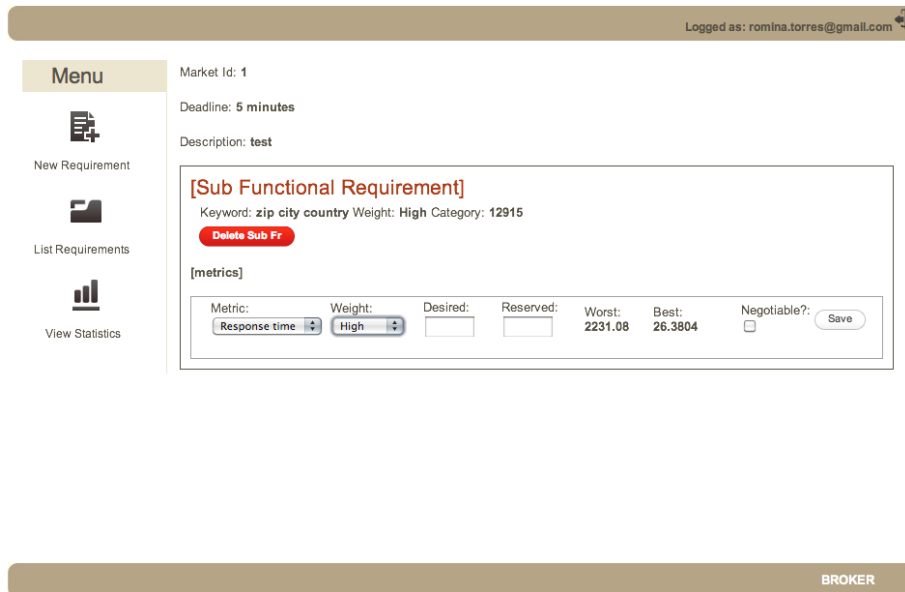 Logged as: romina.torres@gmail.com
Menu
New Requirement
List Requirements
View Statistics
Market Id: 1
Deadline: 5 minutes
Description: test
[Sub Functional Requirement]
Keyword: zip city country Weight: High Category: 12915
Delete Sub Fr
[metrics]
Metric: Weight: Desired: Reserved: Worst: Best: Negotiable?:
Response time High 2231.08 26.3804 Save
BROKER